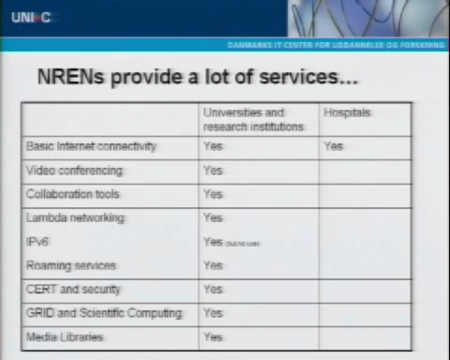 UNI•C
DANMARKS IT-CENTER FOR UDDANNELSE OG FORSKNING
NRENs provide a lot of services...
Universities and research institutions Hospitals
Basic Internet connectivity Yes Yes
Video conferencing Yes
Collaboration tools Yes
Lambda networking Yes
IPv6 Yes
Roaming services Yes
CERT and security Yes
GRID and Scientific Computing Yes
Media Libraries Yes